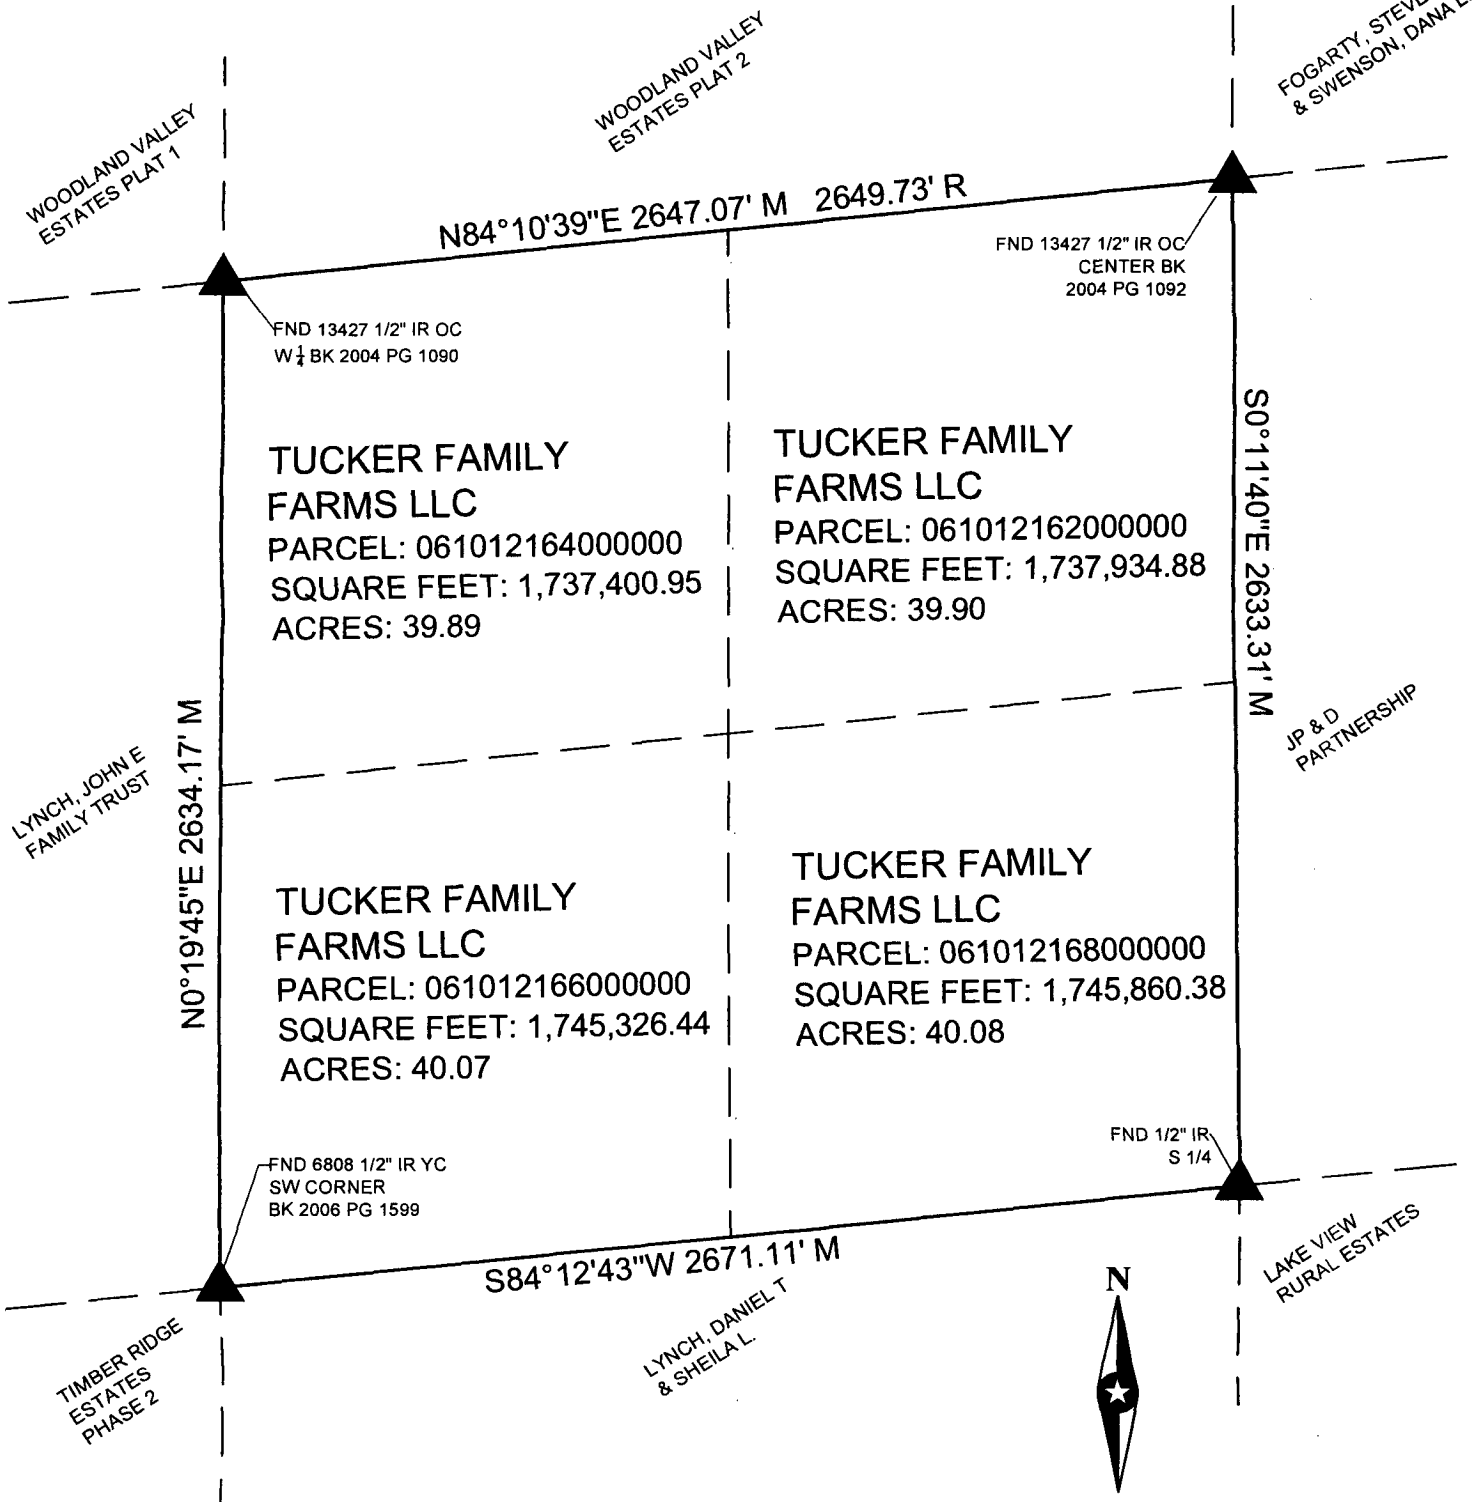 WOODLAND VALLEY
ESTATES PLAT 1
WOODLAND VALLEY
ESTATES PLAT 2
FOGARTY,
& SWENSON, DANA
N84°10'39"E 2647.07' M 2649.73' R
FND 13427 1/2" IR OC
W 1/4 BK 2004 PG 1090
FND 13427 1/2" IR OC
CENTER BK
2004 PG 1092
TUCKER FAMILY
FARMS LLC
PARCEL: 061012164000000
SQUARE FEET: 1,737,400.95
ACRES: 39.89
TUCKER FAMILY
FARMS LLC
PARCEL: 061012162000000
SQUARE FEET: 1,737,934.88
ACRES: 39.90
S0°11'40"E 2633.31' M
N0°19'45"E 2634.17' M
LYNCH, JOHN E
FAMILY TRUST
JP & D
PARTNERSHIP
TUCKER FAMILY
FARMS LLC
PARCEL: 061012166000000
SQUARE FEET: 1,745,326.44
ACRES: 40.07
TUCKER FAMILY
FARMS LLC
PARCEL: 061012168000000
SQUARE FEET: 1,745,860.38
ACRES: 40.08
FND 6808 1/2" IR YC
SW CORNER
BK 2006 PG 1599
FND 1/2" IR
S 1/4
S84°12'43"W 2671.11' M
TIMBER RIDGE
ESTATES
PHASE 2
LYNCH, DANIEL T
& SHEILA L.
LAKE VIEW
RURAL ESTATES
N